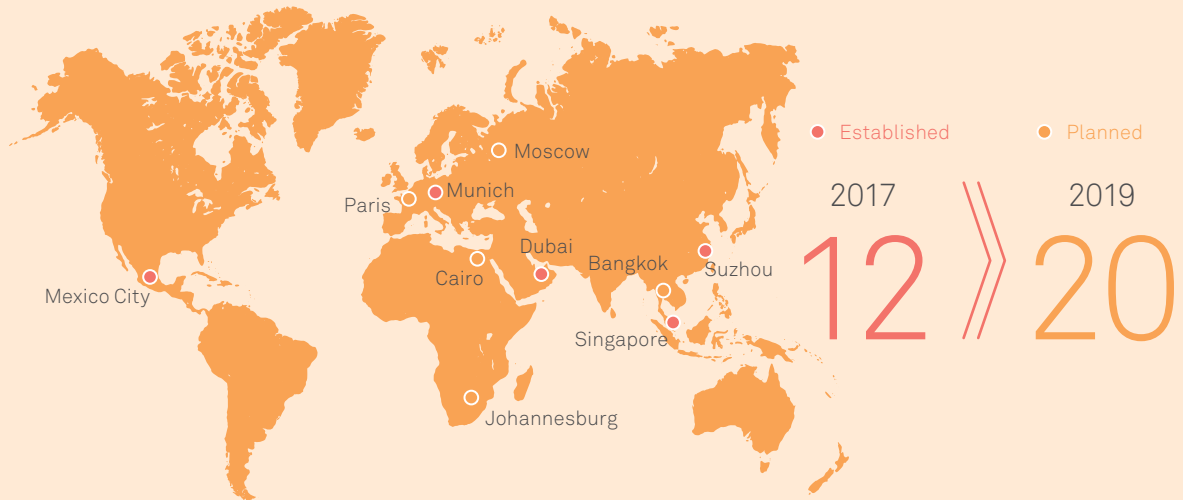 Established
Planned
2017
2019
12
20
Moscow
Munich
Paris
Dubai
Cairo
Bangkok
Suzhou
Mexico City
Singapore
Johannesburg